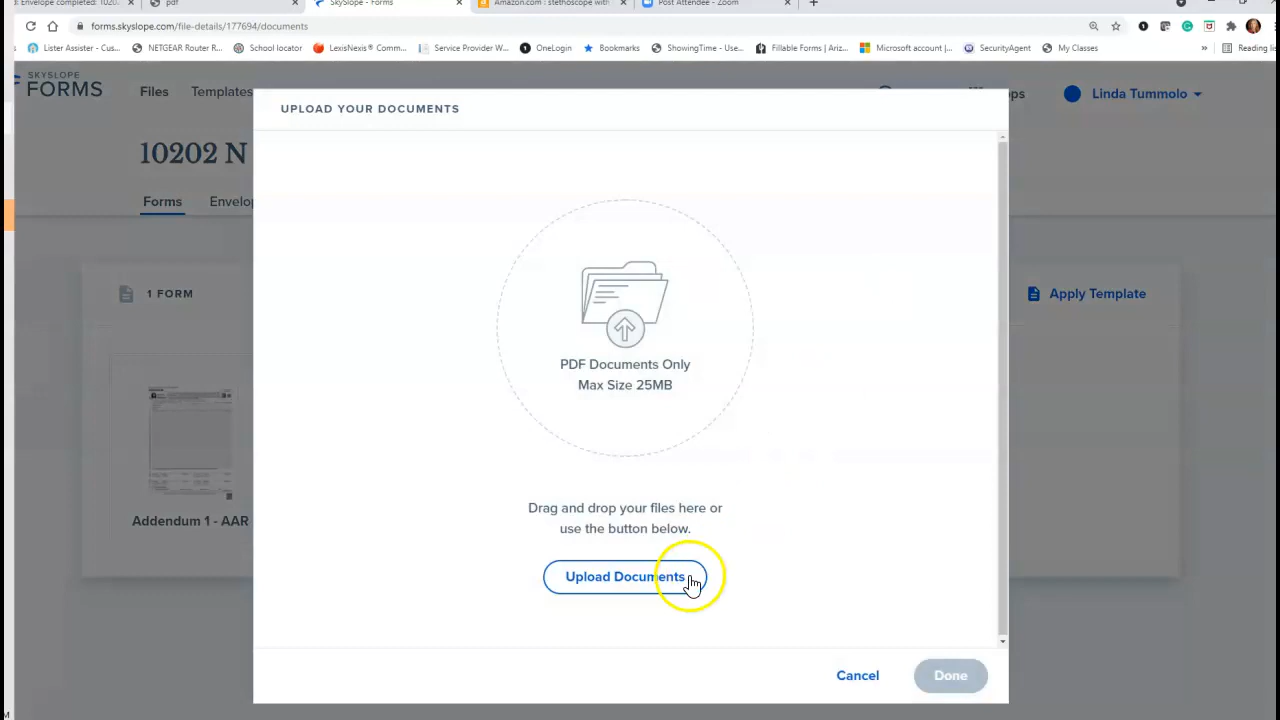 d: Envelope completed: 1020.
pdf
SkySlope - Forms
Amazon.com : stethoscope with
Post Attendee - Zoom
forms.skyslope.com/file-details/177694/documents
Lister Assister - Cus...
NETGEAR Router R...
School locator
LexisNexis® Comm...
Service Provider W...
OneLogin
Bookmarks
ShowingTime - Use...
Fillable Forms | Ariz...
Microsoft account |...
SecurityAgent
My Classes
»
Reading
SKYSLOPE
FORMS
Files
Templates
ps
Linda Tummolo
UPLOAD YOUR DOCUMENTS
10202 N
Forms
Envelop
1 FORM
Apply Template
PDF Documents Only
Max Size 25MB
Addendum 1 - AAR
Drag and drop your files here or
use the button below.
Upload Documents
Cancel
Done
M